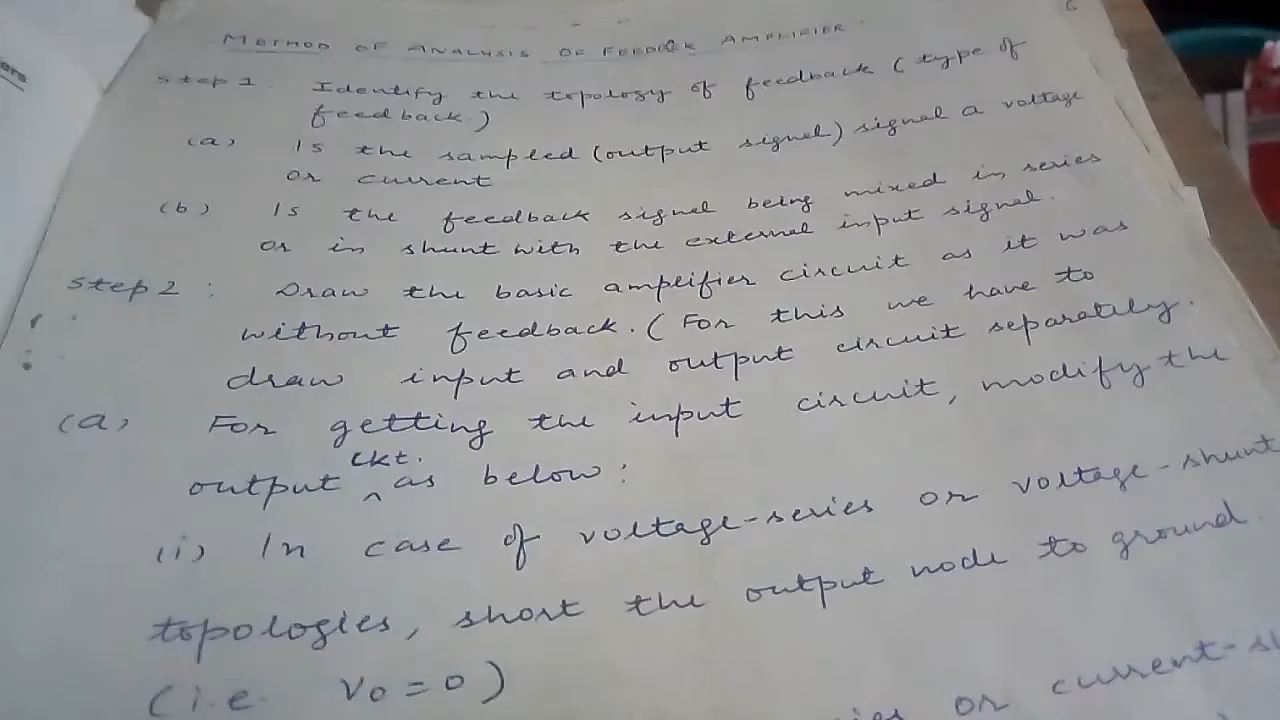 METHOD OF ANALYSIS OF FEEDBCK AMPLIFIER
Step 1 Identify the topology of feedback (type of
feedback)
(a) Is the sampled (output signal) signal a voltage
or current
(b) Is the feedback signal being mixed in series
or in shunt with the external input signal.
Step 2 : Draw the basic amplifier circuit as it was
without feedback. (For this we have to
draw input and output circuit separately.
(a) For getting the input circuit, modify the
output ckt. as below :
(i) In case of voltage-series or voltage-shunt
topologies, short the output node to ground.
(i.e. Vo = 0)
or current-